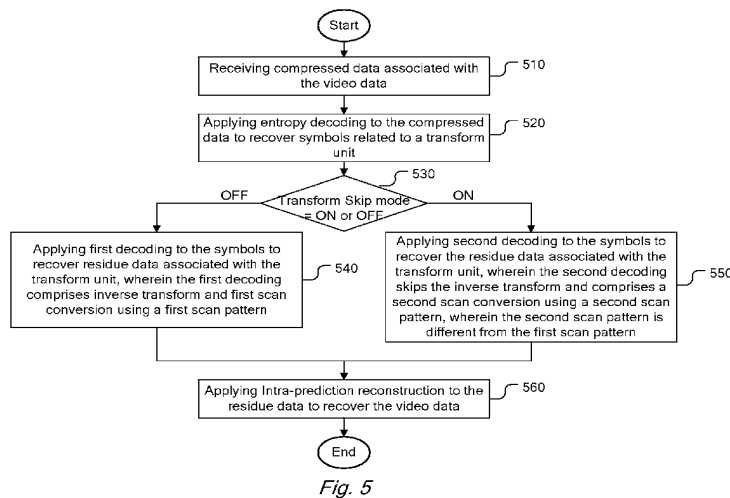 Start
Receiving compressed data associated with
the video data
510
Applying entropy decoding to the compressed
data to recover symbols related to a transform
unit
520
530
OFF
Transform Skip mode
= ON or OFF
ON
Applying first decoding to the symbols to
recover residue data associated with the
transform unit, wherein the first decoding
comprises inverse transform and first scan
conversion using a first scan pattern
540
Applying second decoding to the symbols to
recover the residue data associated with the
transform unit, wherein the second decoding
skips the inverse transform and comprises a
second scan conversion using a second scan
pattern, wherein the second scan pattern is
different from the first scan pattern
550
Applying Intra-prediction reconstruction to the
residue data to recover the video data
560
End
Fig. 5